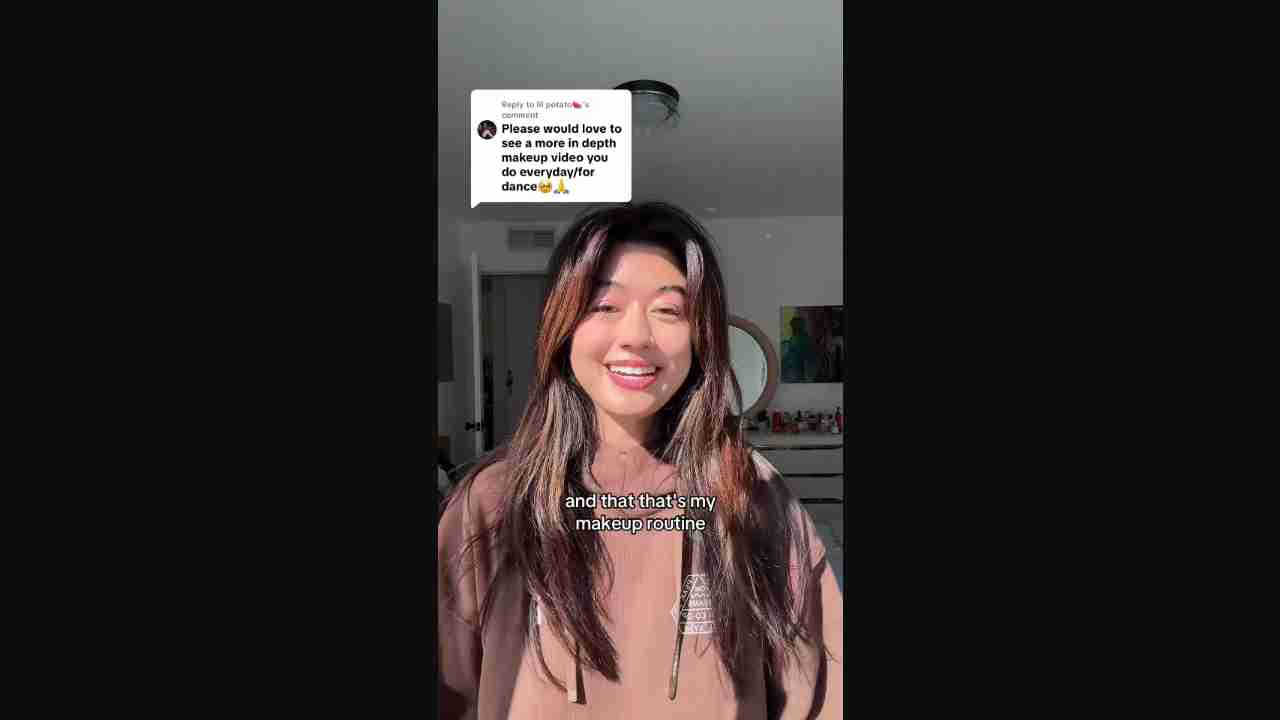 Reply to lil potato🍠's
comment
Please would love to
see a more in depth
makeup video you
do everyday/for
dance🥹🙏
and that that's my
makeup routine